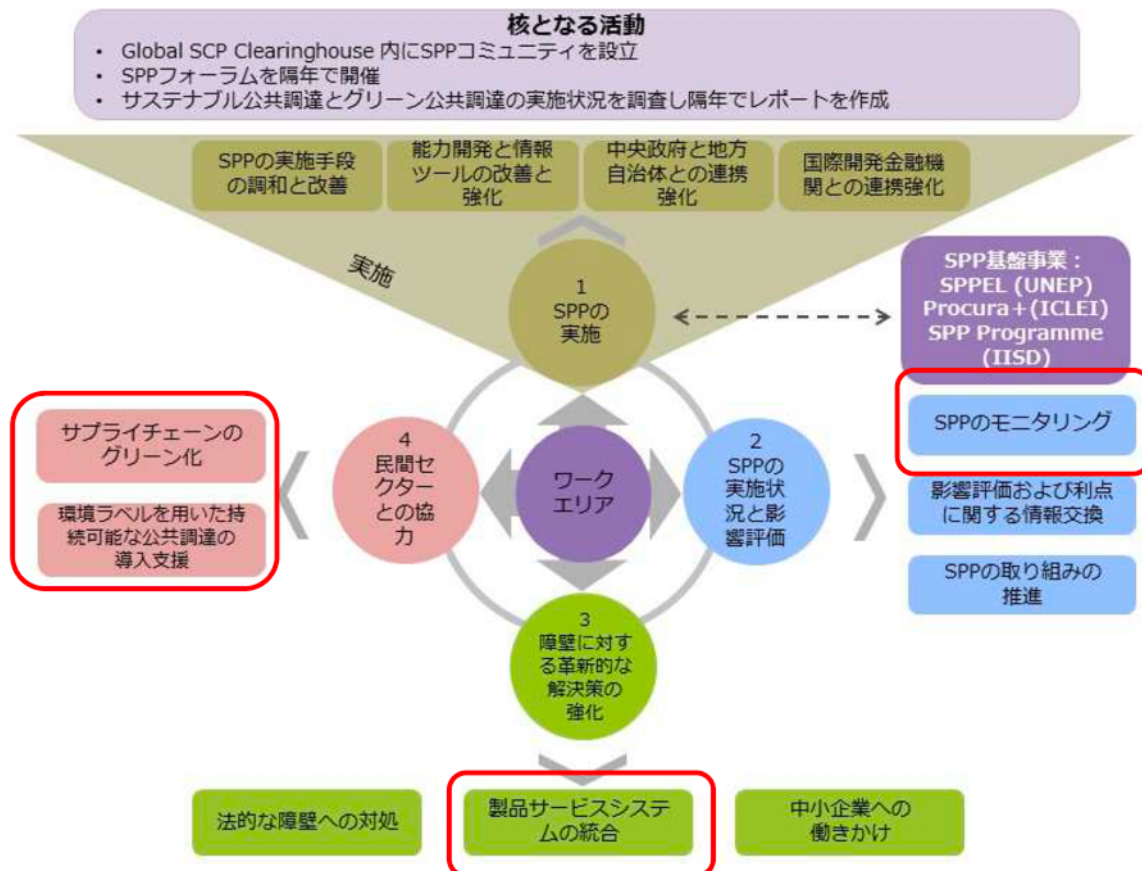 核となる活動
• Global SCP Clearinghouse 内にSPPコミュニティを設立
• SPPフォーラムを隔年で開催
• サステナブル公共調達とグリーン公共調達の実施状況を調査し隔年でレポートを作成
SPPの実施手段
の調和と改善
能力開発と情報
ツールの改善と
強化
中央政府と地方
自治体との連携
強化
国際開発金融機
関との連携強化
実施
1
SPPの
実施
SPP基盤事業：
SPPEL (UNEP)
Procura+(ICLEI)
SPP Programme
(IISD)
サプライチェーンの
グリーン化
環境ラベルを用いた持
続可能な公共調達の
導入支援
4
民間セ
クター
との協
力
ワーク
エリア
2
SPPの
実施状
況と影
響評価
SPPのモニタリング
影響評価および利点
に関する情報交換
SPPの取り組みの
推進
3
障壁に対す
る革新的な
解決策の
強化
法的な障壁への対処
製品サービスシステ
ムの統合
中小企業への
働きかけ